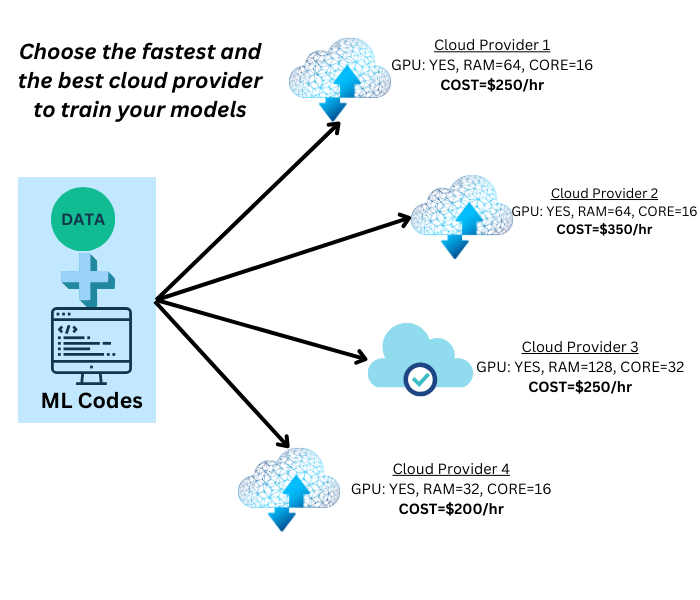 Choose the fastest and
the best cloud provider
to train your models
Cloud Provider 1
GPU: YES, RAM=64, CORE=16
COST=$250/hr
DATA
</>
ML Codes
Cloud Provider 2
GPU: YES, RAM=64, CORE=16
COST=$350/hr
Cloud Provider 3
GPU: YES, RAM=128, CORE=32
COST=$250/hr
Cloud Provider 4
GPU: YES, RAM=32, CORE=16
COST=$200/hr